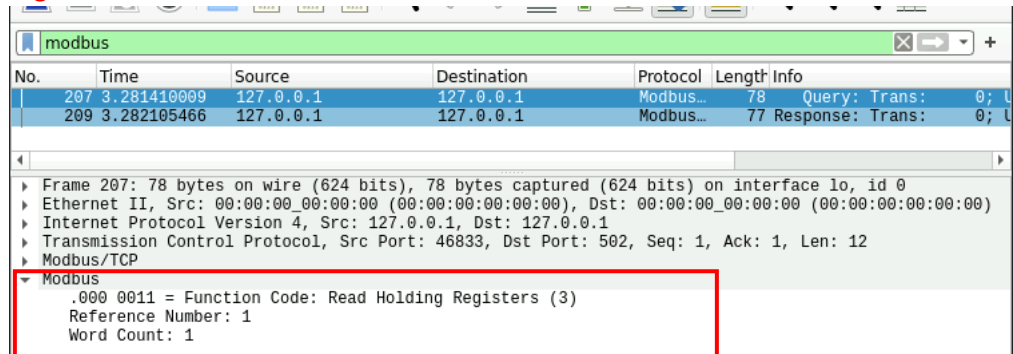 modbus
No. Time Source Destination Protocol Length Info
207 3.281410009 127.0.0.1 127.0.0.1 Modbus… 78 Query: Trans: 0;
209 3.282105466 127.0.0.1 127.0.0.1 Modbus… 77 Response: Trans: 0;
Frame 207: 78 bytes on wire (624 bits), 78 bytes captured (624 bits) on interface lo, id 0
Ethernet II, Src: 00:00:00_00:00:00 (00:00:00:00:00:00), Dst: 00:00:00_00:00:00 (00:00:00:00:00:00)
Internet Protocol Version 4, Src: 127.0.0.1, Dst: 127.0.0.1
Transmission Control Protocol, Src Port: 46833, Dst Port: 502, Seq: 1, Ack: 1, Len: 12
Modbus/TCP
Modbus
.000 0011 = Function Code: Read Holding Registers (3)
Reference Number: 1
Word Count: 1